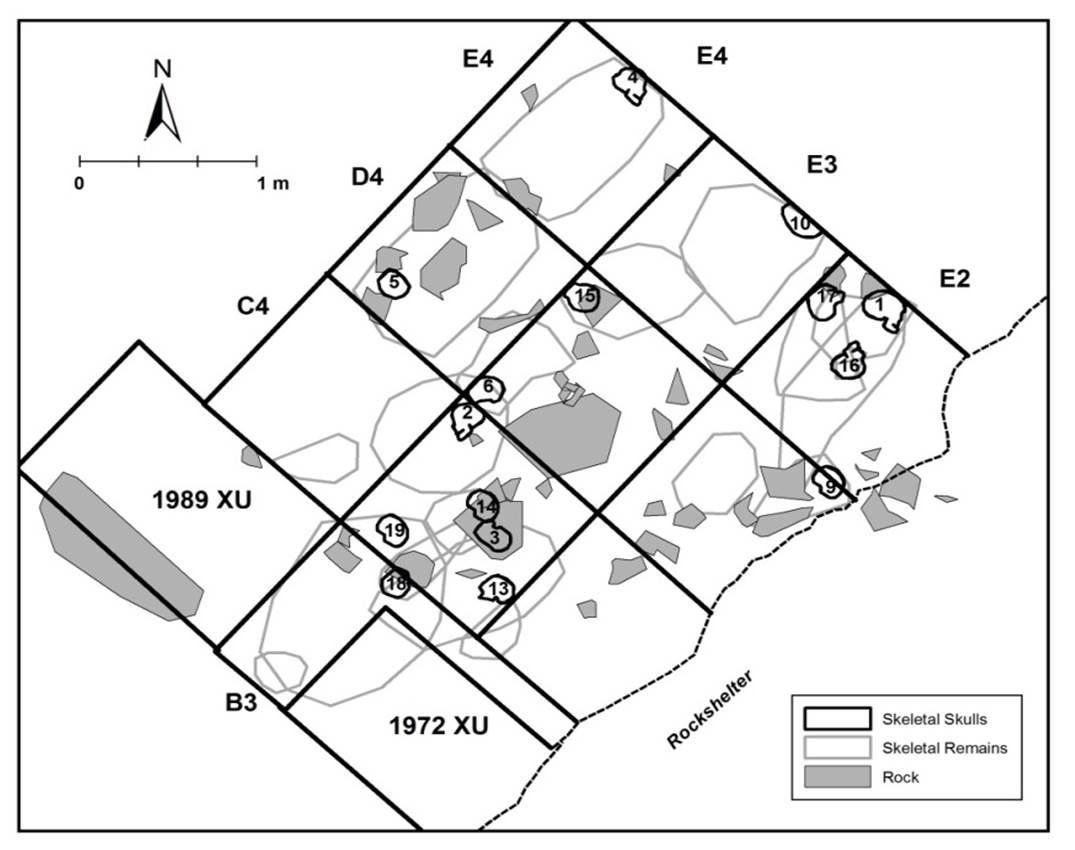 E4
E4
4
N
E3
D4
0
1 m
10
E2
5
17
1
C4
15
16
6
2
9
1989 XU
14
19
3
18
13
B3
1972 XU
Rockshelter
Skeletal Skulls
Skeletal Remains
Rock